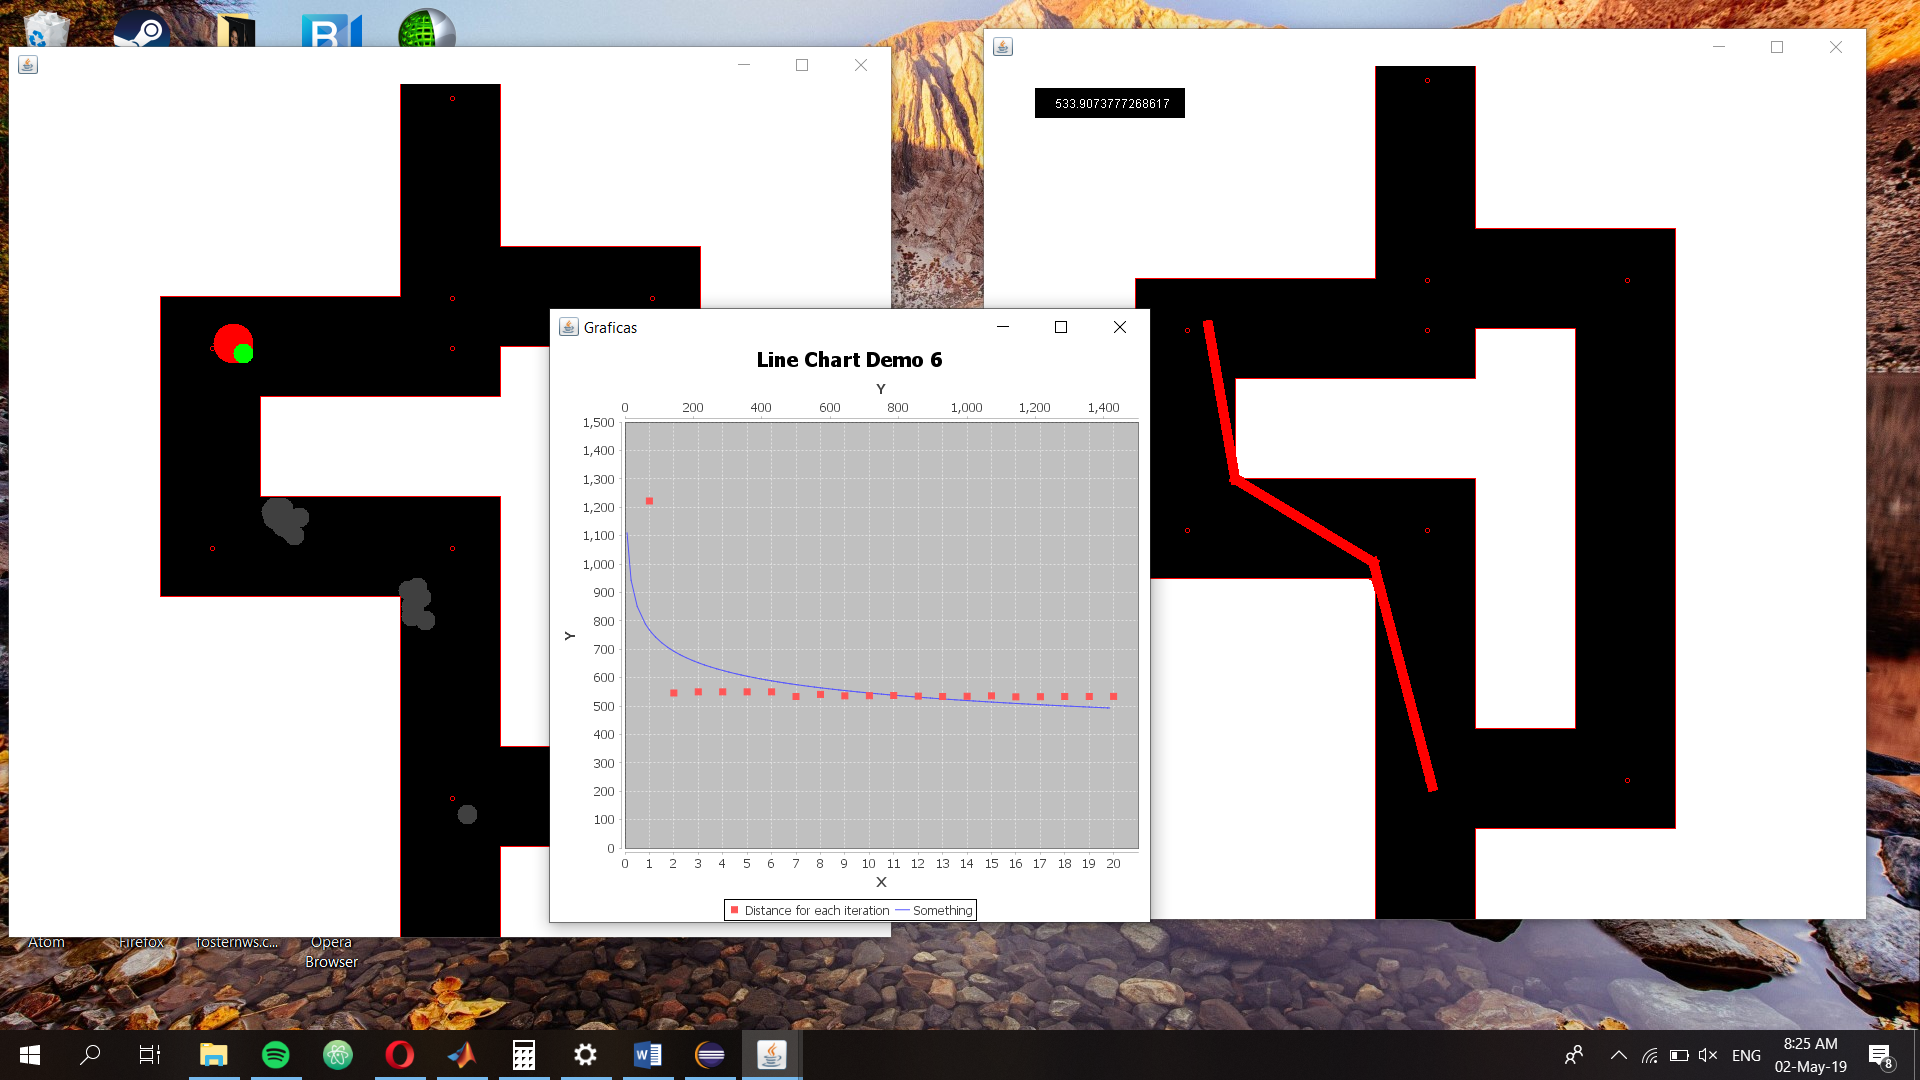 533.9073777268617
Graficas
Line Chart Demo 6
Y
0 200 400 600 800 1,000 1,200 1,400
1,500
1,400
1,300
1,200
1,100
1,000
900
800
700
600
500
400
300
200
100
0
Y
0 1 2 3 4 5 6 7 8 9 10 11 12 13 14 15 16 17 18 19 20
X
Distance for each iteration Something
Atom Firefox fosternws.c... Opera
Browser
ENG
8:25 AM
02-May-19
8